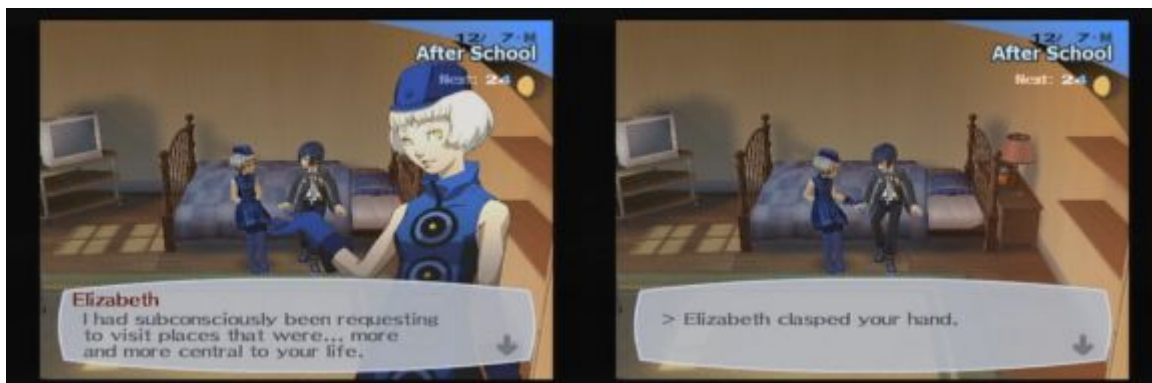 12/ 7·M
After School
Next: 24
Elizabeth
I had subconsciously been requesting
to visit places that were... more
and more central to your life.
12/ 7·M
After School
Next: 24
> Elizabeth clasped your hand.